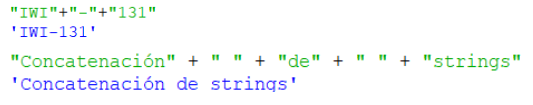 "IWI"+"-"+"131"
'IWI-131'
"Concatenación" + " " + "de" + " " + "strings"
'Concatenación de strings'